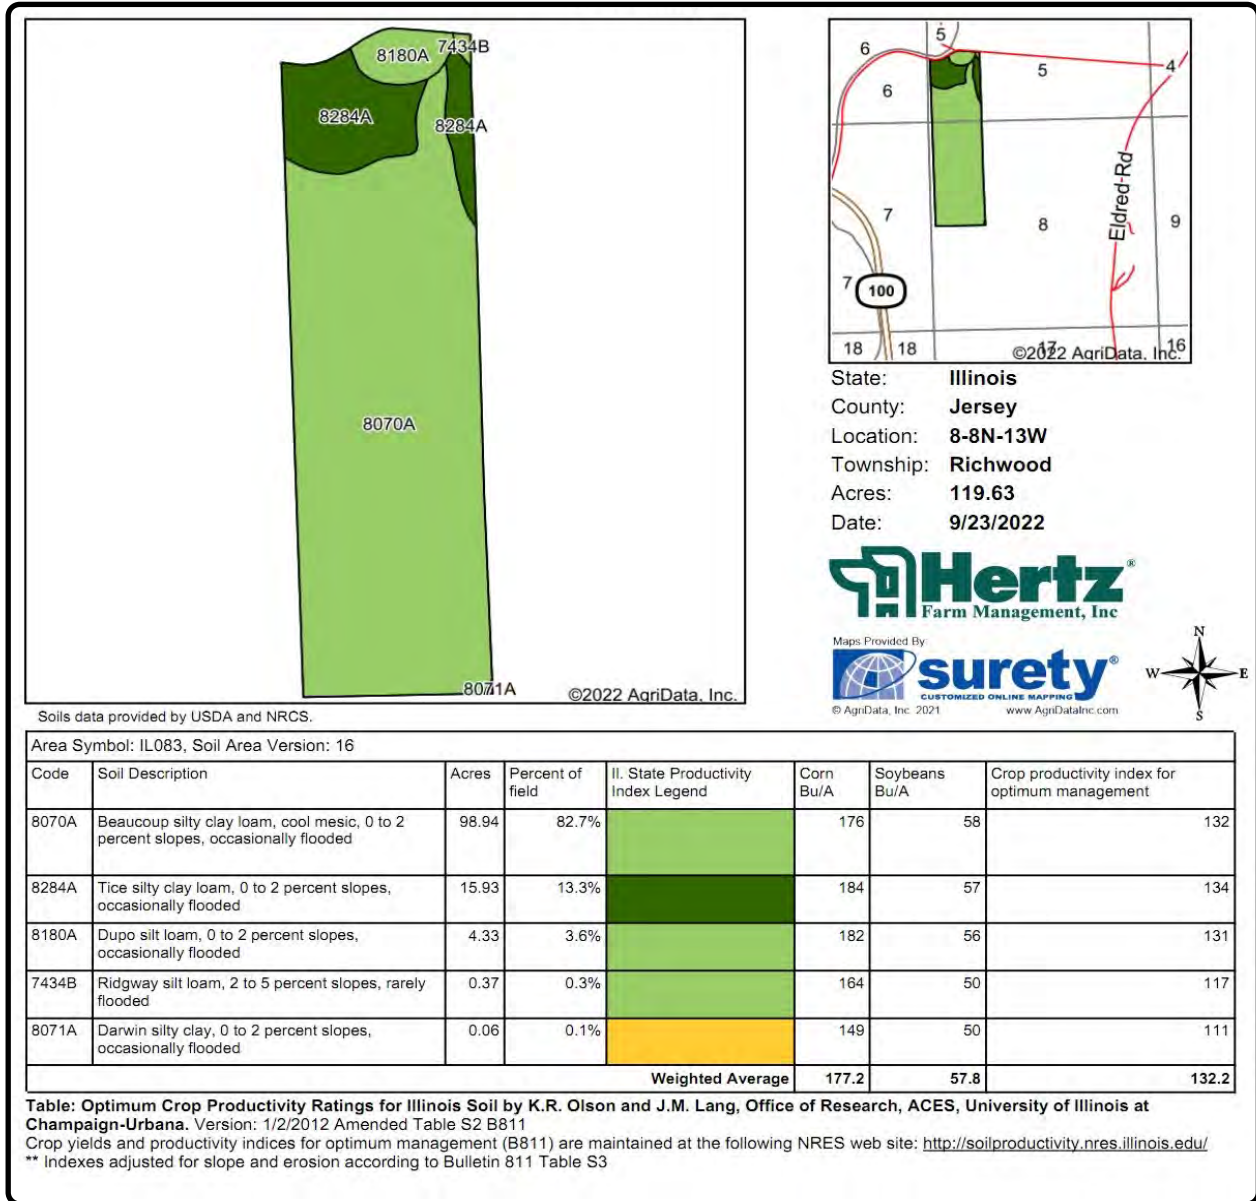 8180A
7434B
8284A
8284A
8070A
8071A
©2022 AgriData, Inc.
Soils data provided by USDA and NRCS.
5
6
5
4
6
Eldred Rd
7
8
9
7
100
18
18
17
16
©2022 AgriData, Inc.
State: Illinois
County: Jersey
Location: 8-8N-13W
Township: Richwood
Acres: 119.63
Date: 9/23/2022
Hertz®
Farm Management, Inc
Maps Provided By:
surety®
CUSTOMIZED ONLINE MAPPING
© AgriData, Inc. 2021 www.AgriDataInc.com
N
W E
S
Area Symbol: IL083, Soil Area Version: 16
Code Soil Description Acres Percent of field II. State Productivity Index Legend Corn Bu/A Soybeans Bu/A Crop productivity index for optimum management
8070A Beaucoup silty clay loam, cool mesic, 0 to 2 percent slopes, occasionally flooded 98.94 82.7% 176 58 132
8284A Tice silty clay loam, 0 to 2 percent slopes, occasionally flooded 15.93 13.3% 184 57 134
8180A Dupo silt loam, 0 to 2 percent slopes, occasionally flooded 4.33 3.6% 182 56 131
7434B Ridgway silt loam, 2 to 5 percent slopes, rarely flooded 0.37 0.3% 164 50 117
8071A Darwin silty clay, 0 to 2 percent slopes, occasionally flooded 0.06 0.1% 149 50 111
Weighted Average 177.2 57.8 132.2
Table: Optimum Crop Productivity Ratings for Illinois Soil by K.R. Olson and J.M. Lang, Office of Research, ACES, University of Illinois at
Champaign-Urbana. Version: 1/2/2012 Amended Table S2 B811
Crop yields and productivity indices for optimum management (B811) are maintained at the following NRES web site: http://soilproductivity.nres.illinois.edu/
** Indexes adjusted for slope and erosion according to Bulletin 811 Table S3